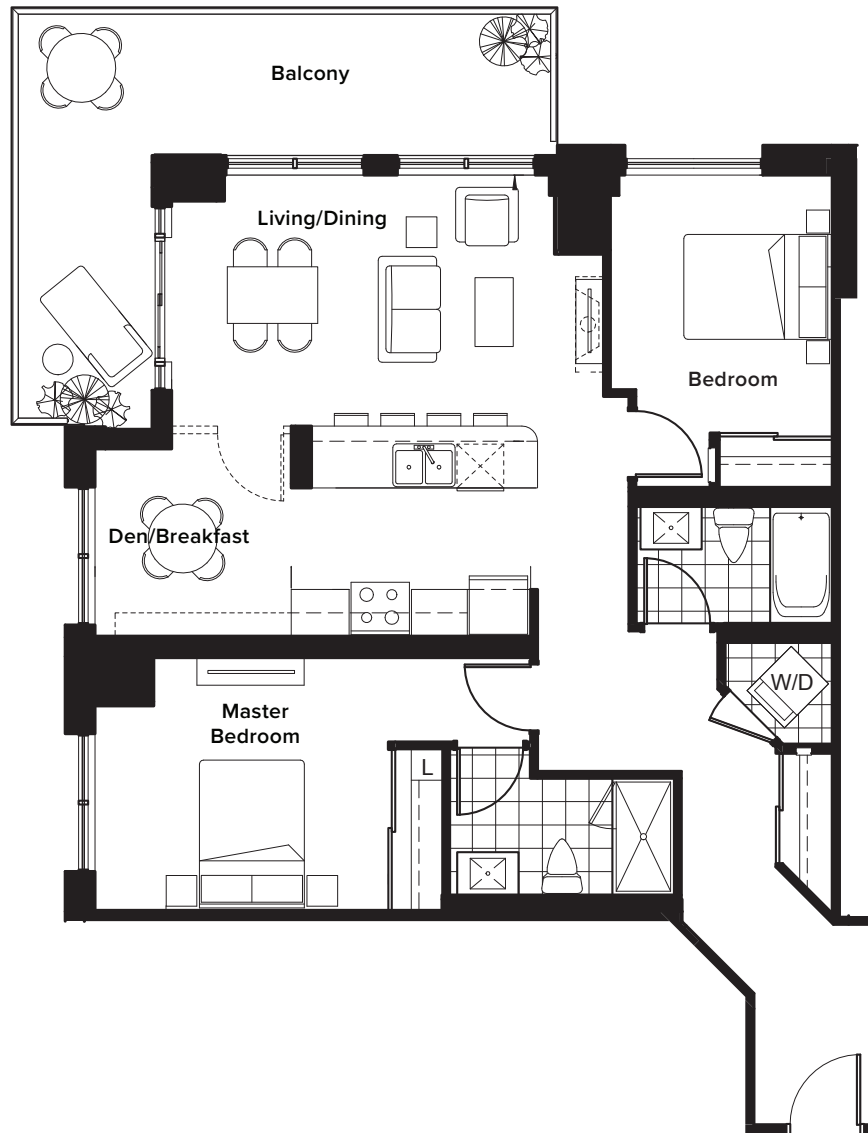 Balcony
Living/Dining
Bedroom
Den/Breakfast
W/D
Master
Bedroom
L